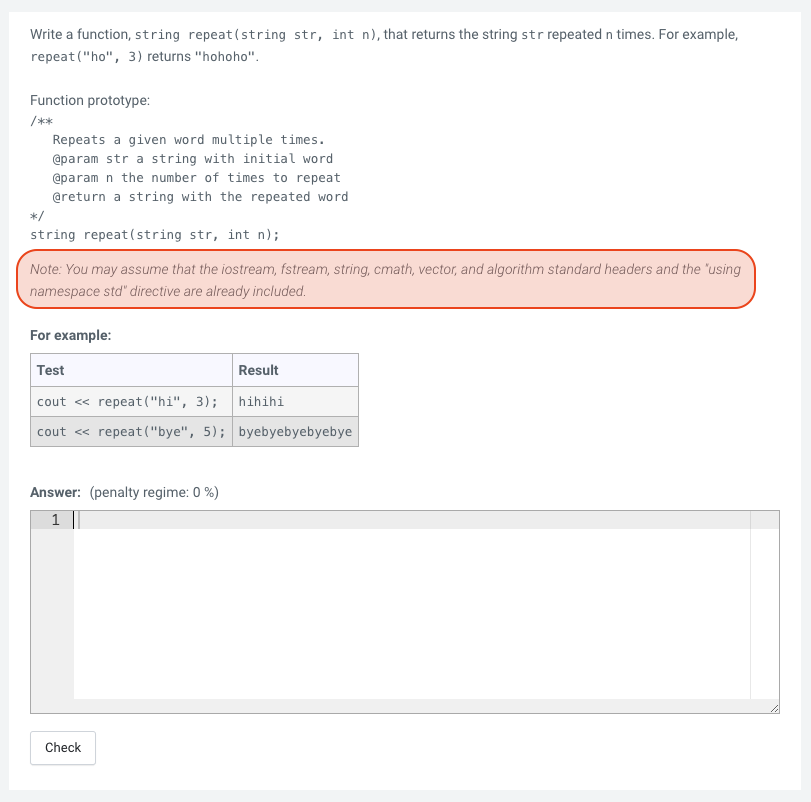 Write a function, string repeat(string str, int n), that returns the string str repeated n times. For example,
repeat("ho", 3) returns "hohoho".
Function prototype:
/**
Repeats a given word multiple times.
@param str a string with initial word
@param n the number of times to repeat
@return a string with the repeated word
*/
string repeat(string str, int n);
Note: You may assume that the iostream, fstream, string, cmath, vector, and algorithm standard headers and the "using
namespace std" directive are already included.
For example:
Test Result
cout << repeat("hi", 3); hihihi
cout << repeat("bye", 5); byebyebyebyebye
Answer: (penalty regime: 0 %)
1
Check